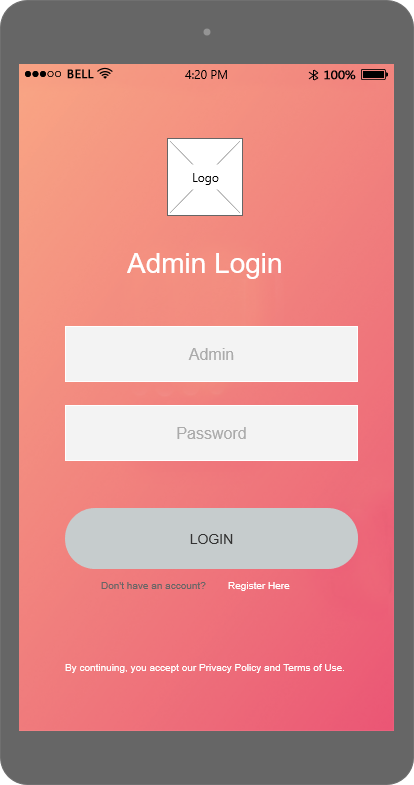 BELL 4:20 PM 100%
Logo
Admin Login
Admin
Password
LOGIN
Don't have an account? Register Here
By continuing, you accept our Privacy Policy and Terms of Use.